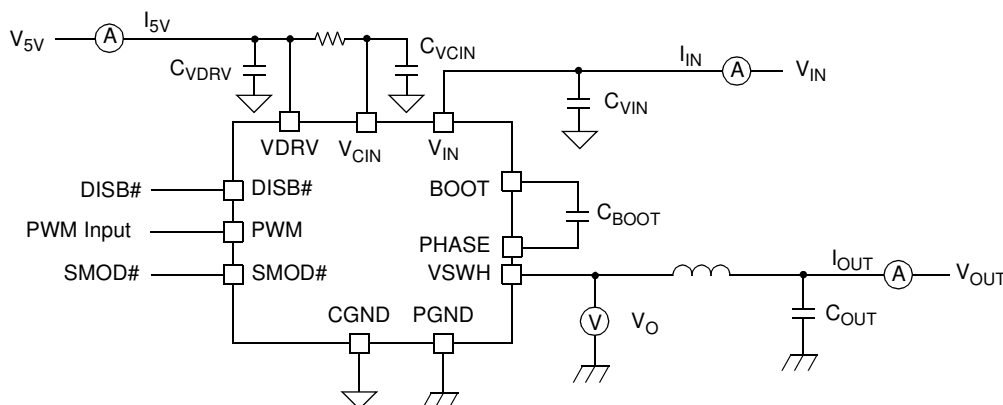 V5V
A
I5V
CVDRV
CVCIN
IIN
A
VIN
CVIN
VDRV
VCIN
VIN
DISB#
DISB#
BOOT
CBOOT
PWM Input
PWM
PHASE
SMOD#
SMOD#
VSWH
IOUT
A
VOUT
CGND
PGND
V
VO
COUT